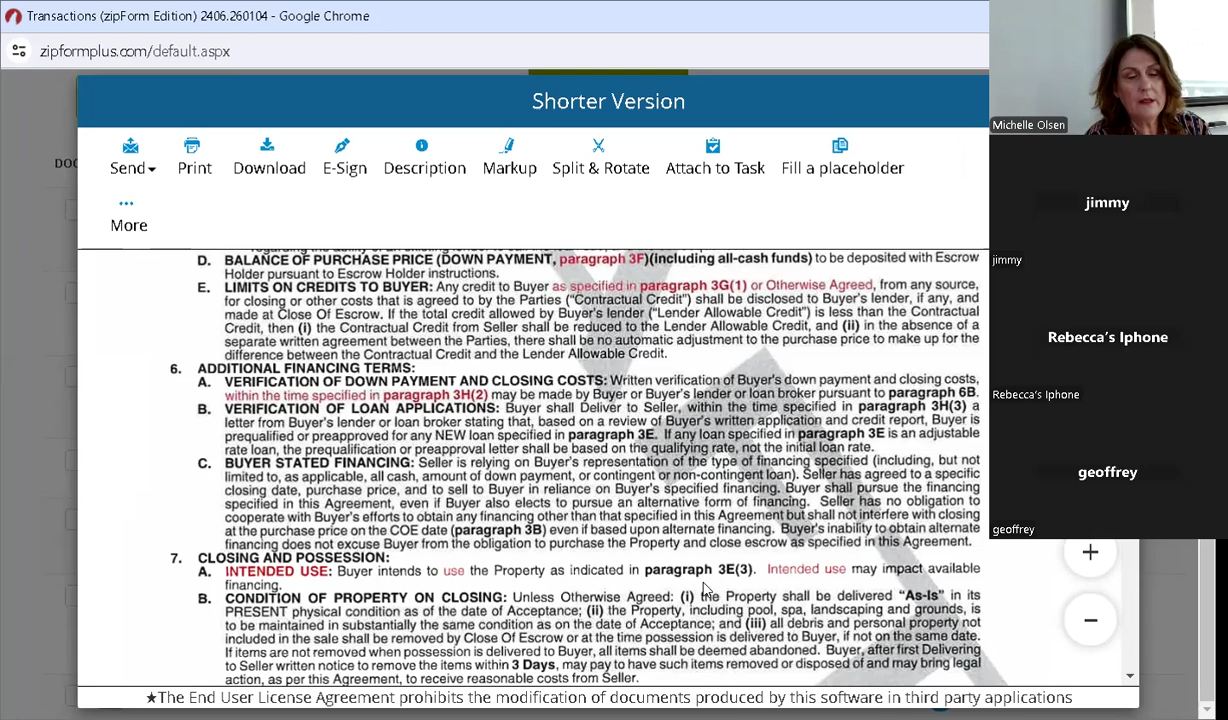 Transactions (zipForm Edition) 2406.260104 - Google Chrome
zipformplus.com/default.aspx
Shorter Version
Send
Print
Download
E-Sign
Description
Markup
Split & Rotate
Attach to Task
Fill a placeholder
More
D. BALANCE OF PURCHASE PRICE (DOWN PAYMENT, paragraph 3F)(including all-cash funds) to be deposited with Escrow
Holder pursuant to Escrow Holder instructions.
E. LIMITS ON CREDITS TO BUYER: Any credit to Buyer as specified in paragraph 3G(1) or Otherwise Agreed, from any source,
for closing or other costs that is agreed to by the Parties ("Contractual Credit") shall be disclosed to Buyer's lender, if any, and
made at Close Of Escrow. If the total credit allowed by Buyer's lender ("Lender Allowable Credit") is less than the Contractual
Credit, then (i) the Contractual Credit from Seller shall be reduced to the Lender Allowable Credit, and (ii) in the absence of a
separate written agreement between the Parties, there shall be no automatic adjustment to the purchase price to make up for the
difference between the Contractual Credit and the Lender Allowable Credit.
6. ADDITIONAL FINANCING TERMS:
A. VERIFICATION OF DOWN PAYMENT AND CLOSING COSTS: Written verification of Buyer's down payment and closing costs,
within the time specified in paragraph 3H(2) may be made by Buyer or Buyer's lender or loan broker pursuant to paragraph 6B.
B. VERIFICATION OF LOAN APPLICATIONS: Buyer shall Deliver to Seller, within the time specified in paragraph 3H(3) a
letter from Buyer's lender or loan broker stating that, based on a review of Buyer's written application and credit report, Buyer is
prequalified or preapproved for any NEW loan specified in paragraph 3E. If any loan specified in paragraph 3E is an adjustable
rate loan, the prequalification or preapproval letter shall be based on the qualifying rate, not the initial loan rate.
C. BUYER STATED FINANCING: Seller is relying on Buyer's representation of the type of financing specified (including, but not
limited to, as applicable, all cash, amount of down payment, or contingent or non-contingent loan). Seller has agreed to a specific
closing date, purchase price, and to sell to Buyer in reliance on Buyer's specified financing. Buyer shall pursue the financing
specified in this Agreement, even if Buyer also elects to pursue an alternative form of financing. Seller has no obligation to
cooperate with Buyer's efforts to obtain any financing other than that specified in this Agreement but shall not interfere with closing
at the purchase price on the COE date (paragraph 3B) even if based upon alternate financing. Buyer's inability to obtain alternate
financing does not excuse Buyer from the obligation to purchase the Property and close escrow as specified in this Agreement.
7. CLOSING AND POSSESSION:
A. INTENDED USE: Buyer intends to use the Property as indicated in paragraph 3E(3). Intended use may impact available
financing.
B. CONDITION OF PROPERTY ON CLOSING: Unless Otherwise Agreed: (i) the Property shall be delivered "As-Is" in its
PRESENT physical condition as of the date of Acceptance; (ii) the Property, including pool, spa, landscaping and grounds, is
to be maintained in substantially the same condition as on the date of Acceptance; and (iii) all debris and personal property not
included in the sale shall be removed by Close Of Escrow or at the time possession is delivered to Buyer, if not on the same date.
If items are not removed when possession is delivered to Buyer, all items shall be deemed abandoned. Buyer, after first Delivering
to Seller written notice to remove the items within 3 Days, may pay to have such items removed or disposed of and may bring legal
action, as per this Agreement, to receive reasonable costs from Seller.
★The End User License Agreement prohibits the modification of documents produced by this software in third party applications
Michelle Olsen
jimmy
jimmy
Rebecca's Iphone
Rebecca's Iphone
geoffrey
geoffrey